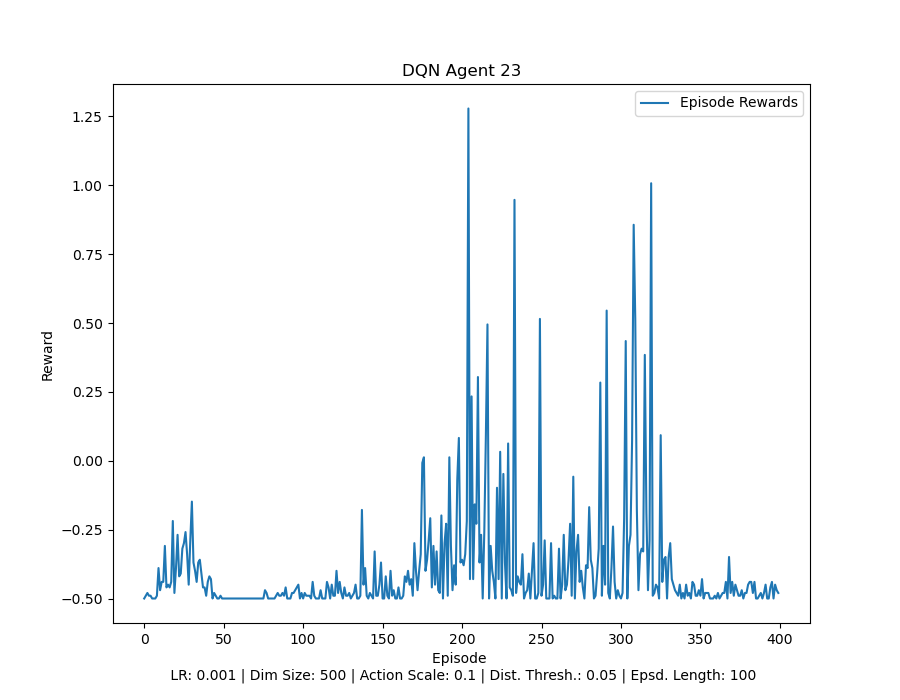 DQN Agent 23
Episode Rewards
1.25
1.00
0.75
0.50
0.25
0.00
−0.25
−0.50
Reward
0 50 100 150 200 250 300 350 400
Episode
LR: 0.001 | Dim Size: 500 | Action Scale: 0.1 | Dist. Thresh.: 0.05 | Epsd. Length: 100